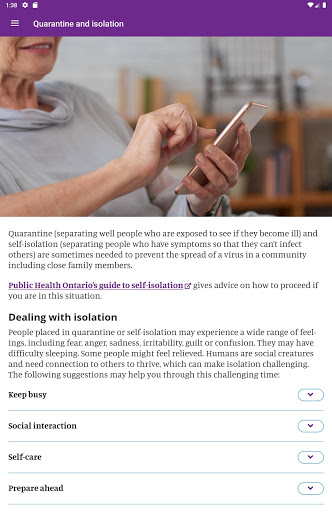 1:38
Quarantine and isolation
Quarantine (separating well people who are exposed to see if they become ill) and
self-isolation (separating people who have symptoms so that they can't infect
others) are sometimes needed to prevent the spread of a virus in a community
including close family members.
Public Health Ontario's guide to self-isolation gives advice on how to proceed if
you are in this situation.
Dealing with isolation
People placed in quarantine or self-isolation may experience a wide range of feel-
ings, including fear, anger, sadness, irritability, guilt or confusion. They may have
difficulty sleeping. Some people might feel relieved. Humans are social creatures
and need connection to others to thrive, which can make isolation challenging.
The following suggestions may help you through this challenging time:
Keep busy
Social interaction
Self-care
Prepare ahead